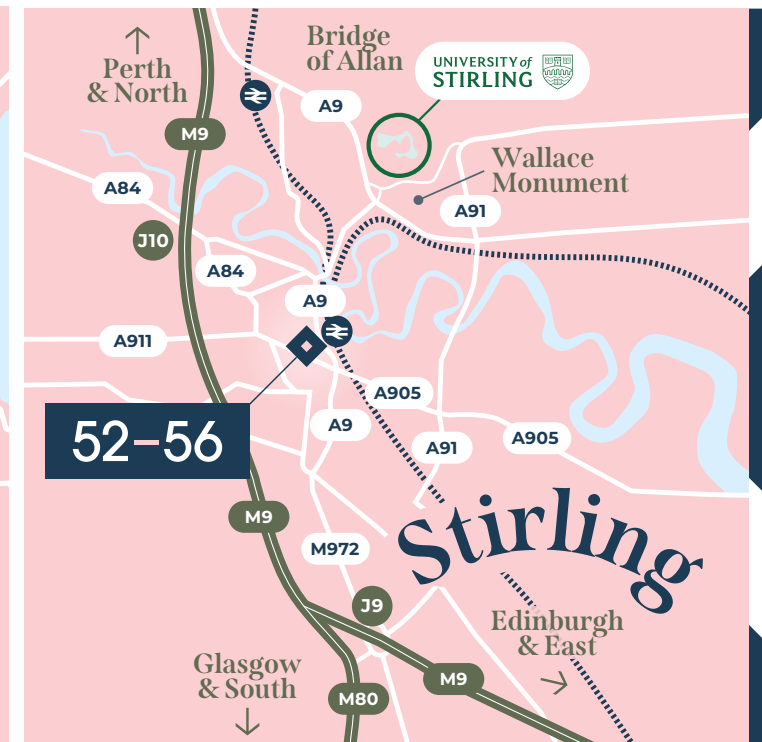 Bridge
of Allan
Perth
& North
UNIVERSITY of
STIRLING
A9
M9
Wallace
Monument
A84
A91
J10
A84
A9
A911
A905
A9
A905
A91
52–56
M9
Stirling
M972
J9
Edinburgh
& East
Glasgow
& South
M9
M80